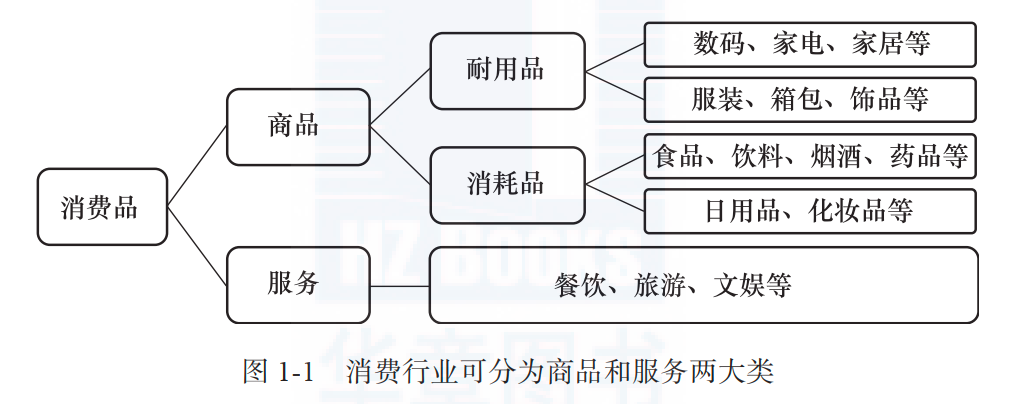 数码、家电、家居等
耐用品
服装、箱包、饰品等
商品
食品、饮料、烟酒、药品等
消耗品
日用品、化妆品等
消费品
服务
餐饮、旅游、文娱等
HZ BOOKS
华章图书
图 1-1 消费行业可分为商品和服务两大类